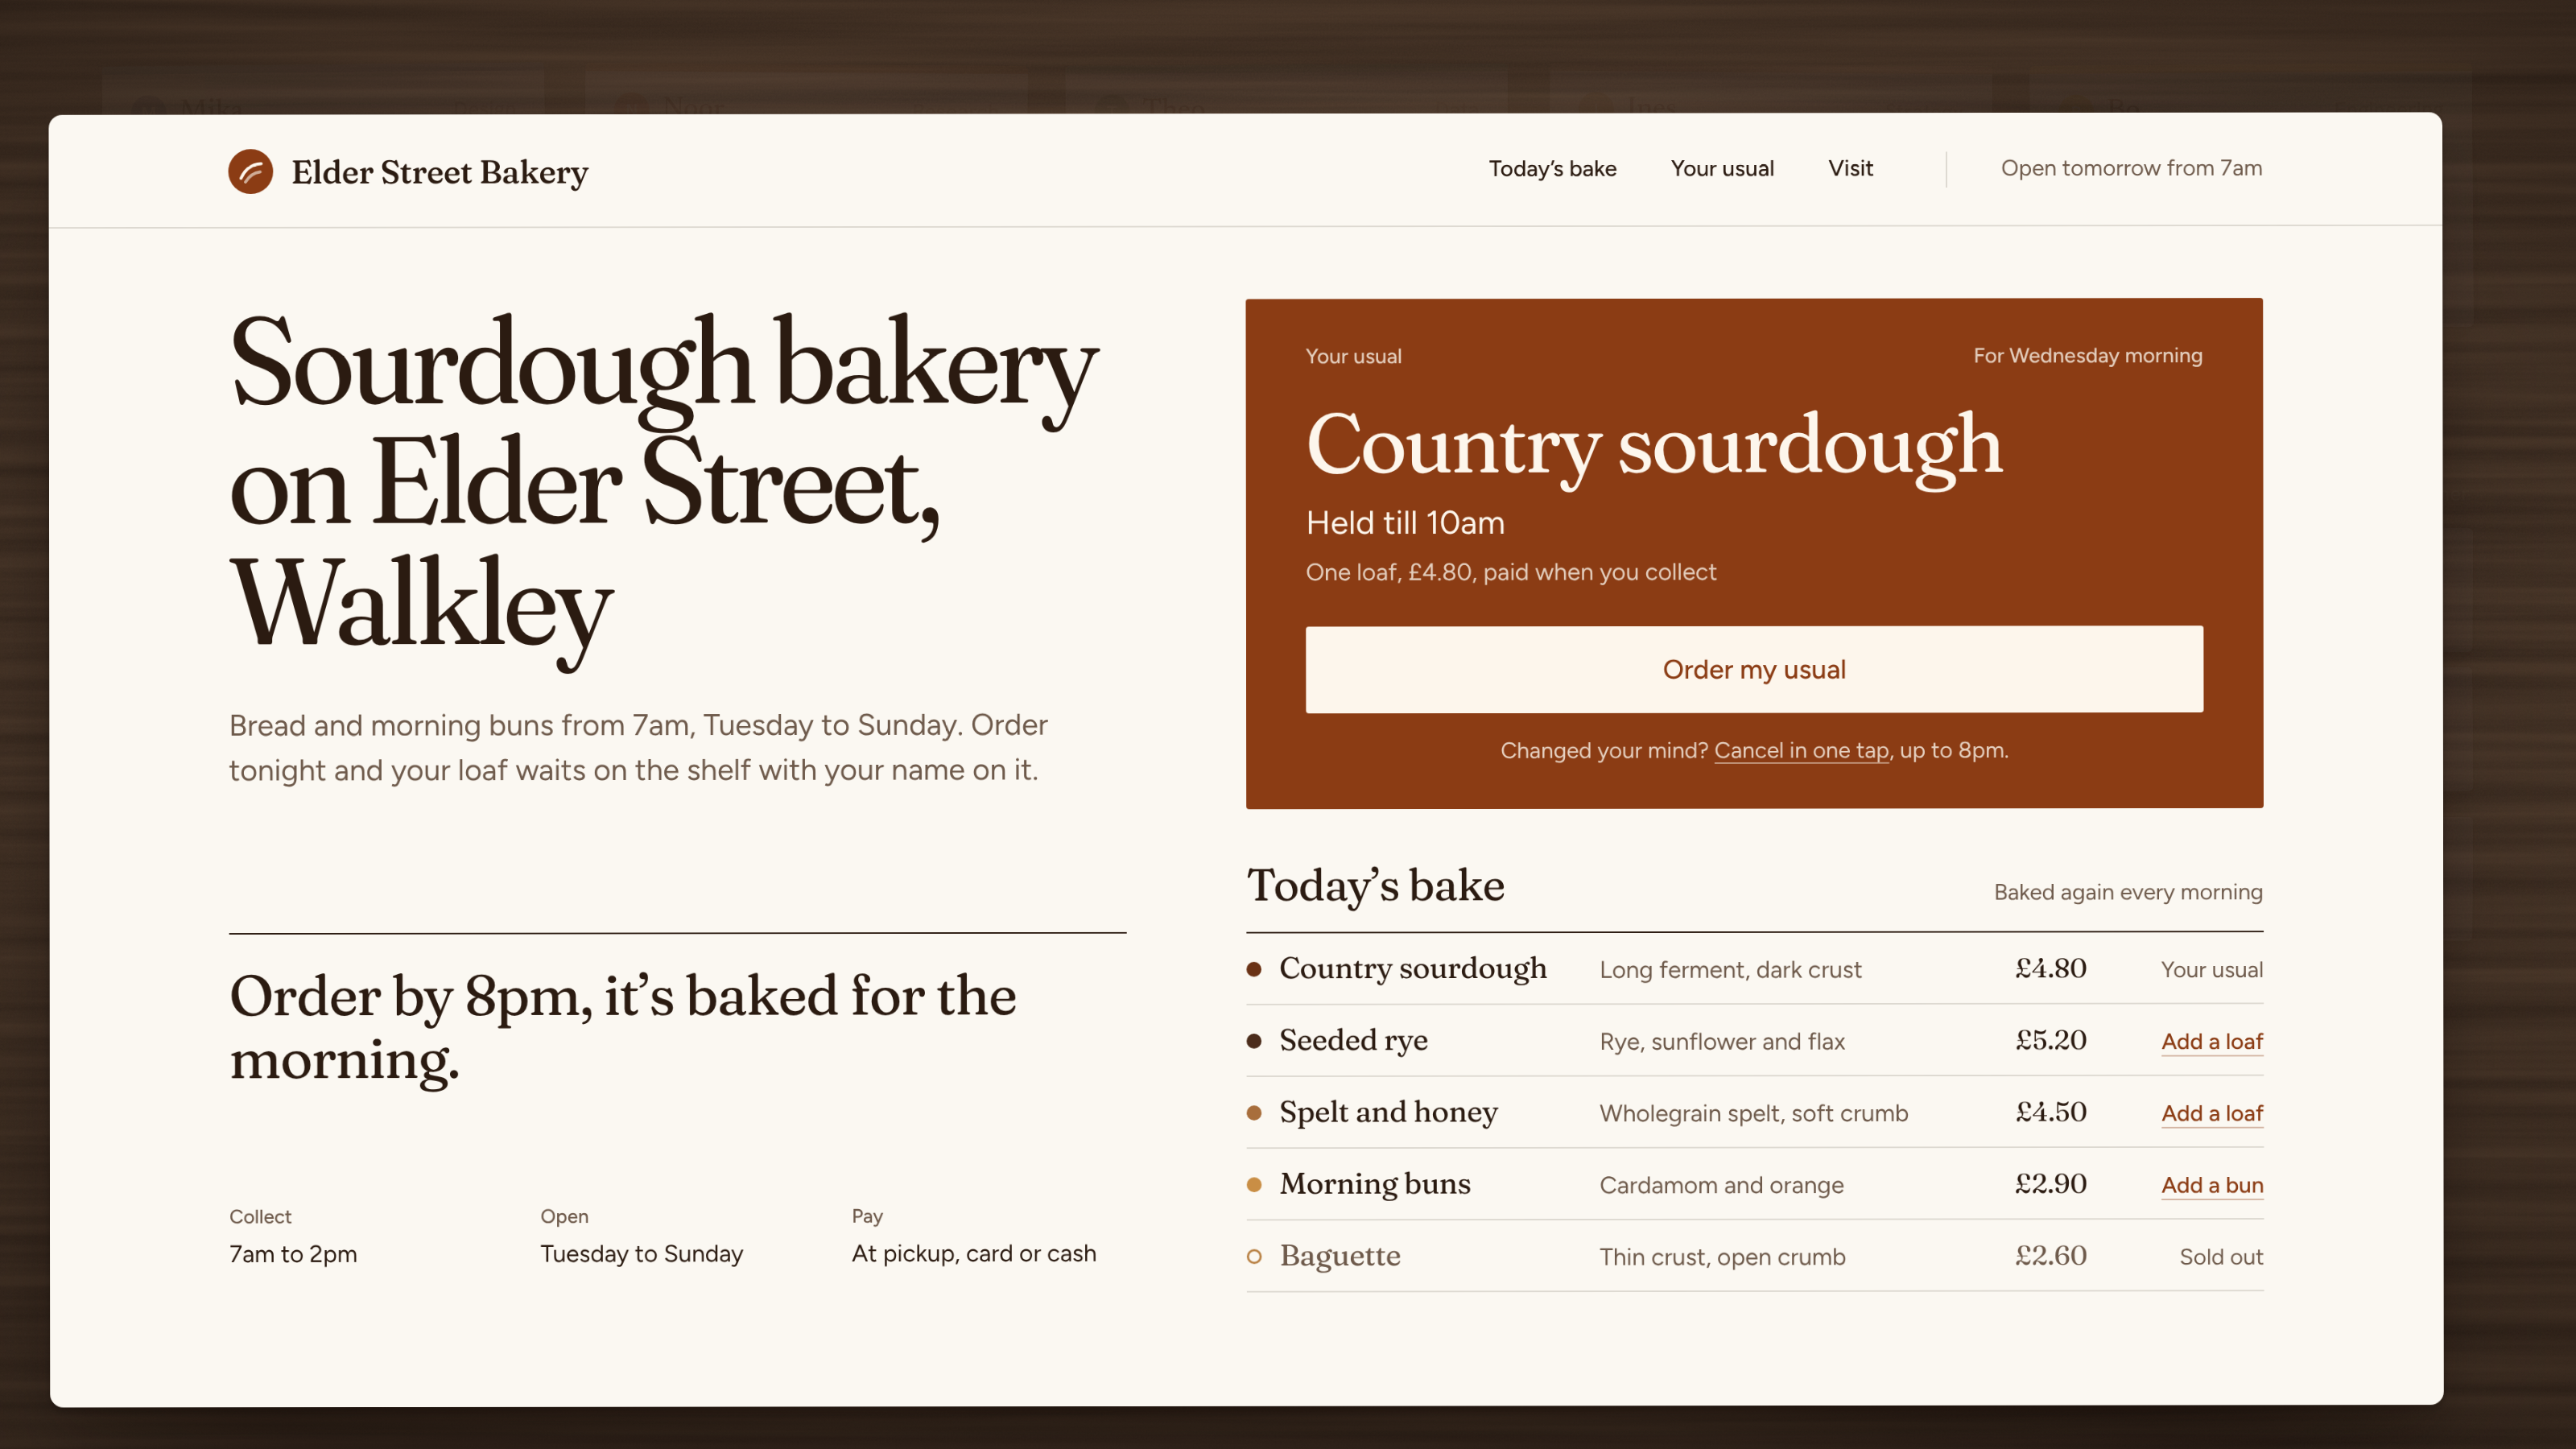 Mika
Noor
Theo
Ines
Bo
Elder Street Bakery
Today’s bake
Your usual
Visit
Open tomorrow from 7am
Sourdough bakery
on Elder Street,
Walkley
Bread and morning buns from 7am, Tuesday to Sunday. Order
tonight and your loaf waits on the shelf with your name on it.
Order by 8pm, it’s baked for the
morning.
Collect
7am to 2pm
Open
Tuesday to Sunday
Pay
At pickup, card or cash
Your usual
For Wednesday morning
Country sourdough
Held till 10am
One loaf, £4.80, paid when you collect
Order my usual
Changed your mind? Cancel in one tap, up to 8pm.
Today’s bake
Baked again every morning
Country sourdough Long ferment, dark crust £4.80 Your usual
Seeded rye Rye, sunflower and flax £5.20 Add a loaf
Spelt and honey Wholegrain spelt, soft crumb £4.50 Add a loaf
Morning buns Cardamom and orange £2.90 Add a bun
Baguette Thin crust, open crumb £2.60 Sold out